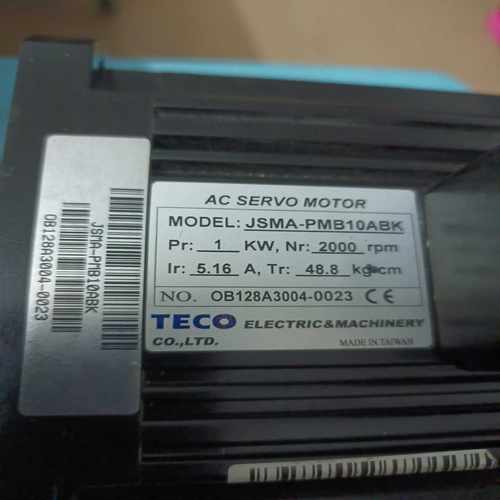 AC SERVO MOTOR
MODEL: JSMA-PMB10ABK
Pr: 1 KW, Nr: 2000 rpm
Ir: 5.16 A, Tr: 48.8 kg-cm
NO. OB128A3004-0023 CE
TECO ELECTRIC&MACHINERY
CO.,LTD. MADE IN TAIWAN
JSMA-PMB10ABK
OB128A3004-0023